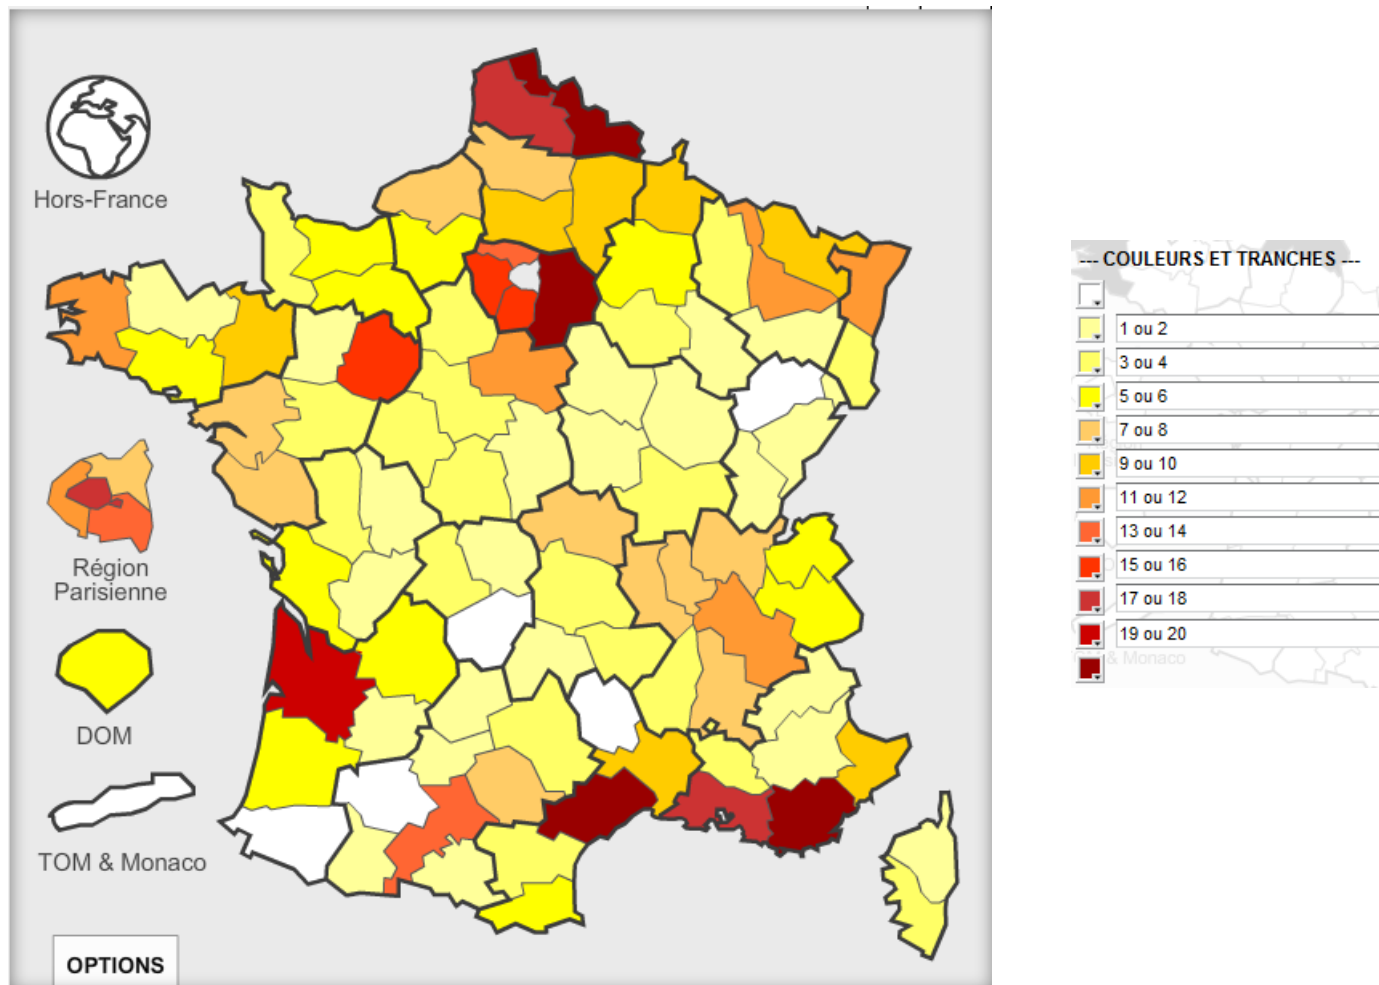 Hors-France
Région
Parisienne
DOM
TOM & Monaco
OPTIONS
--- COULEURS ET TRANCHES ---
1 ou 2
3 ou 4
5 ou 6
7 ou 8
9 ou 10
11 ou 12
13 ou 14
15 ou 16
17 ou 18
19 ou 20
& Monaco